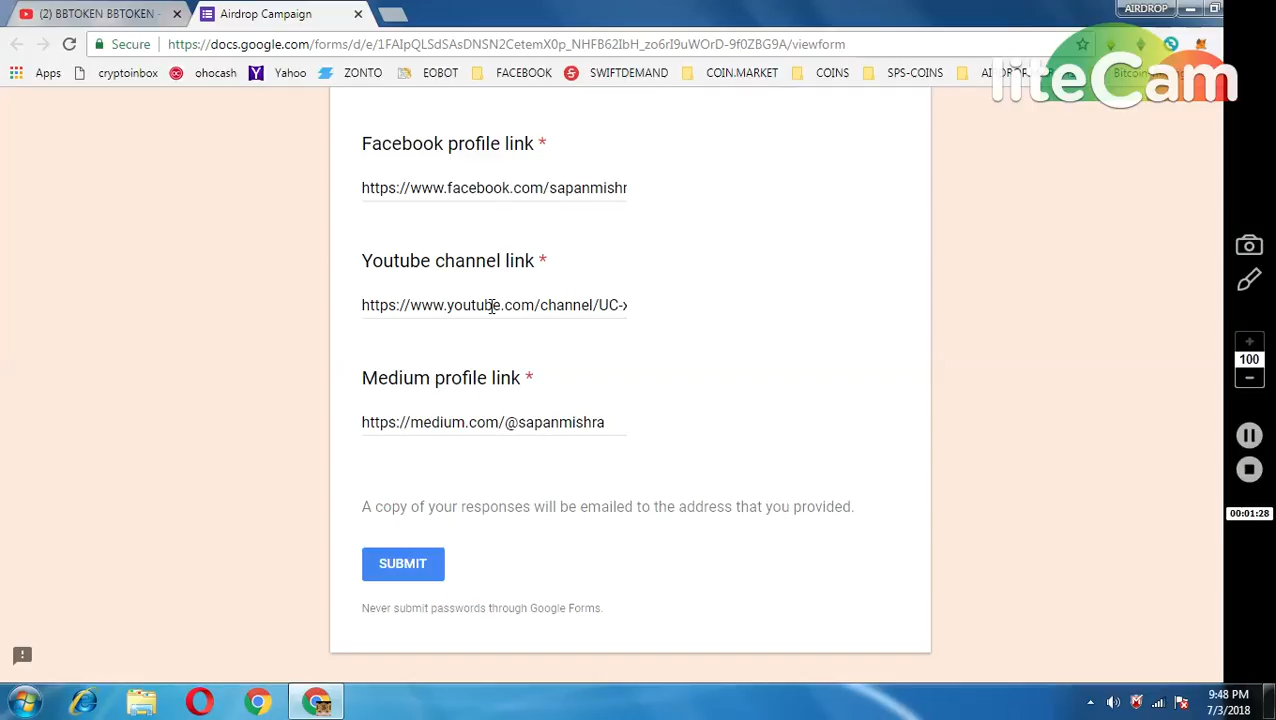 (2) BBTOKEN BBTOKEN -
Airdrop Campaign
AIRDROP
Secure
https://docs.google.com/forms/d/e/1FAIpQLSdSAsDNSN2CetemX0p_NHFB62IbH_zo6rI9uWOrD-9f0ZBG9A/viewform
Apps cryptoinbox ohocash Yahoo ZONTO EOBOT FACEBOOK SWIFTDEMAND COIN.MARKET COINS SPS-COINS
liteCam
Facebook profile link *
https://www.facebook.com/sapanmishr
Youtube channel link *
https://www.youtube.com/channel/UC-x
Medium profile link *
https://medium.com/@sapanmishra
100
A copy of your responses will be emailed to the address that you provided.
00:01:28
SUBMIT
Never submit passwords through Google Forms.
9:48 PM
7/3/2018